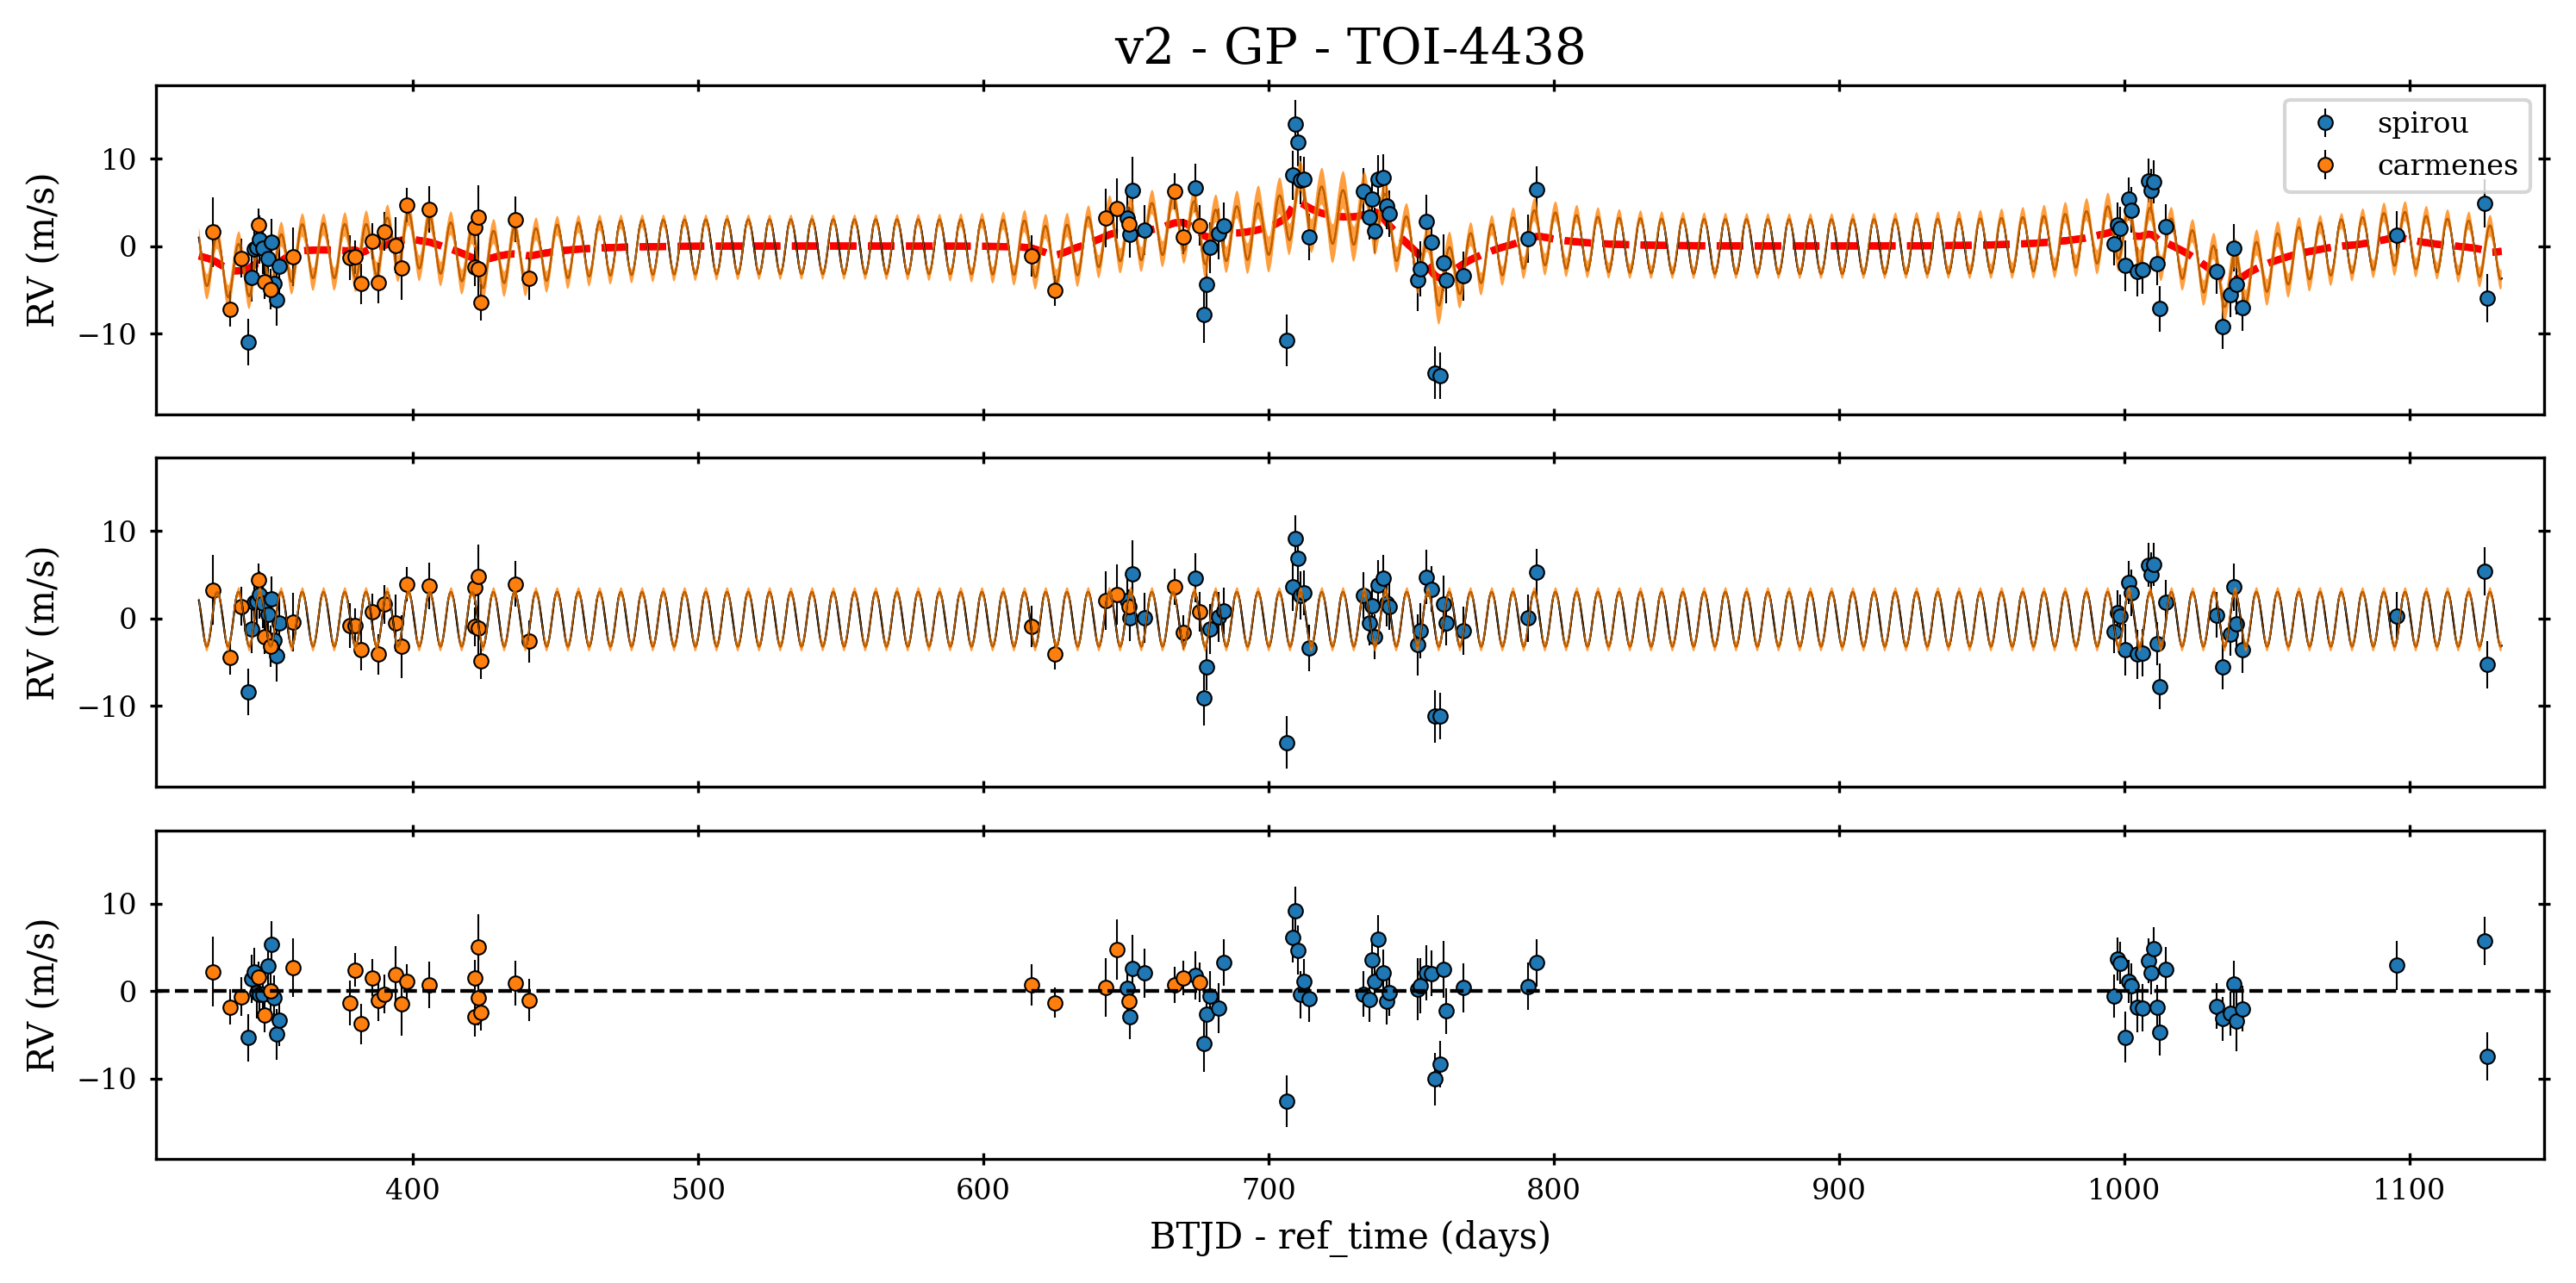 v2 - GP - TOI-4438
RV (m/s)
10
0
−10
spirou
carmenes
RV (m/s)
10
0
−10
RV (m/s)
10
0
−10
400 500 600 700 800 900 1000 1100
BTJD - ref_time (days)